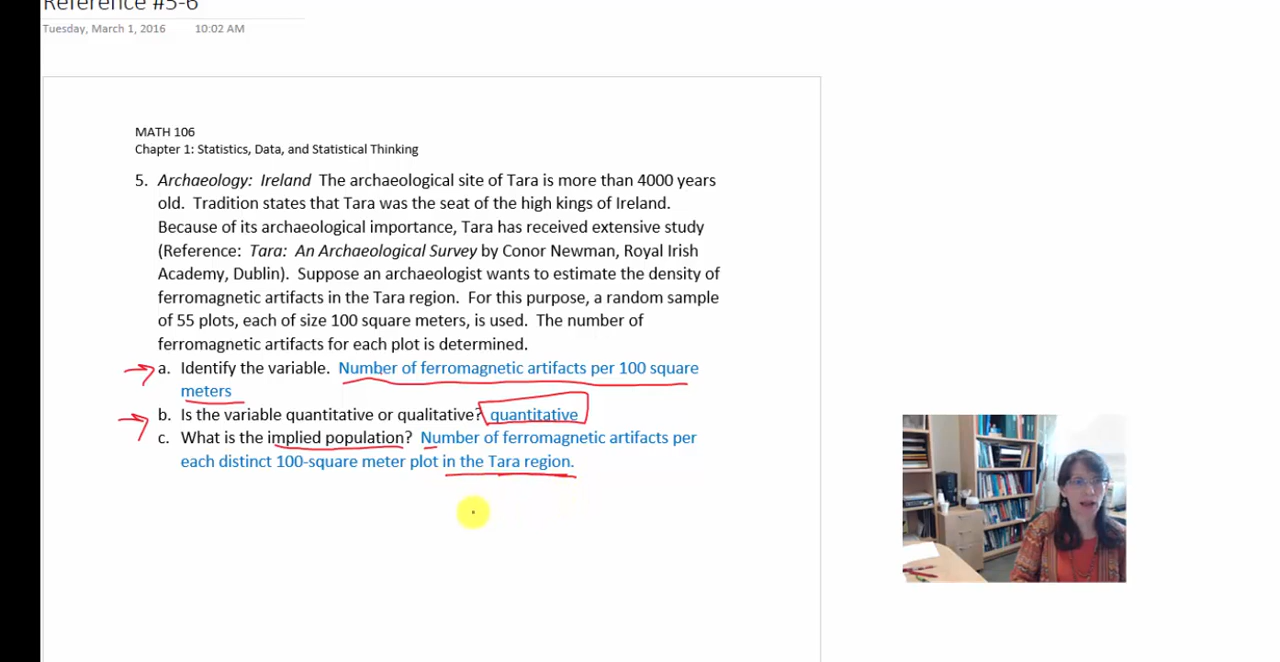 Reference #5-6
Tuesday, March 1, 2016 10:02 AM
MATH 106
Chapter 1: Statistics, Data, and Statistical Thinking
5. Archaeology: Ireland The archaeological site of Tara is more than 4000 years
old. Tradition states that Tara was the seat of the high kings of Ireland.
Because of its archaeological importance, Tara has received extensive study
(Reference: Tara: An Archaeological Survey by Conor Newman, Royal Irish
Academy, Dublin). Suppose an archaeologist wants to estimate the density of
ferromagnetic artifacts in the Tara region. For this purpose, a random sample
of 55 plots, each of size 100 square meters, is used. The number of
ferromagnetic artifacts for each plot is determined.
a. Identify the variable. Number of ferromagnetic artifacts per 100 square
meters
b. Is the variable quantitative or qualitative? quantitative
c. What is the implied population? Number of ferromagnetic artifacts per
each distinct 100-square meter plot in the Tara region.